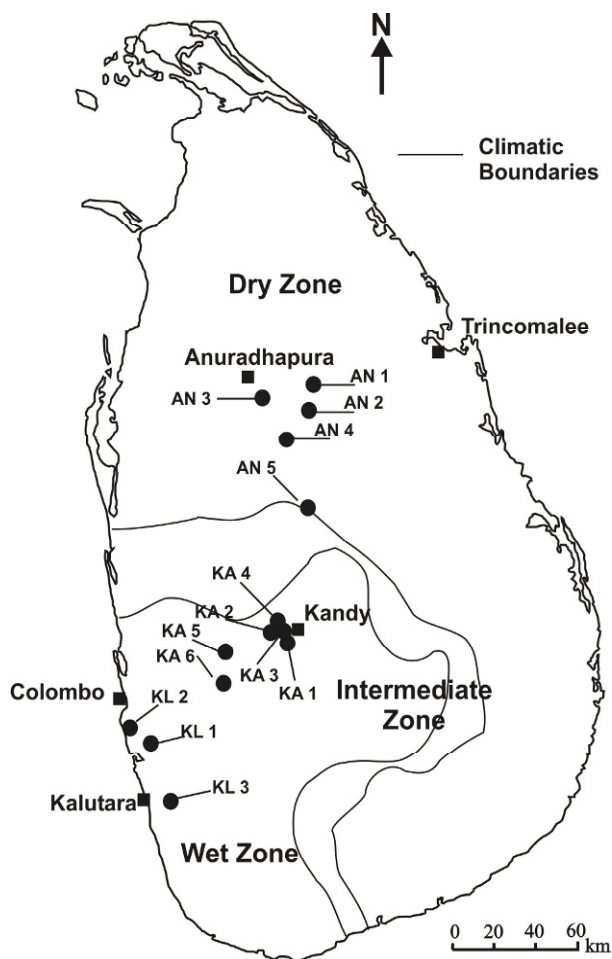 N
Climatic
Boundaries
Dry Zone
Trincomalee
Anuradhapura
AN 1
AN 3
AN 2
AN 4
AN 5
KA 4
KA 2
Kandy
KA 5
KA 6
KA 3
KA 1
Intermediate
Zone
Colombo
KL 2
KL 1
Kalutara
KL 3
Wet Zone
0 20 40 60
km